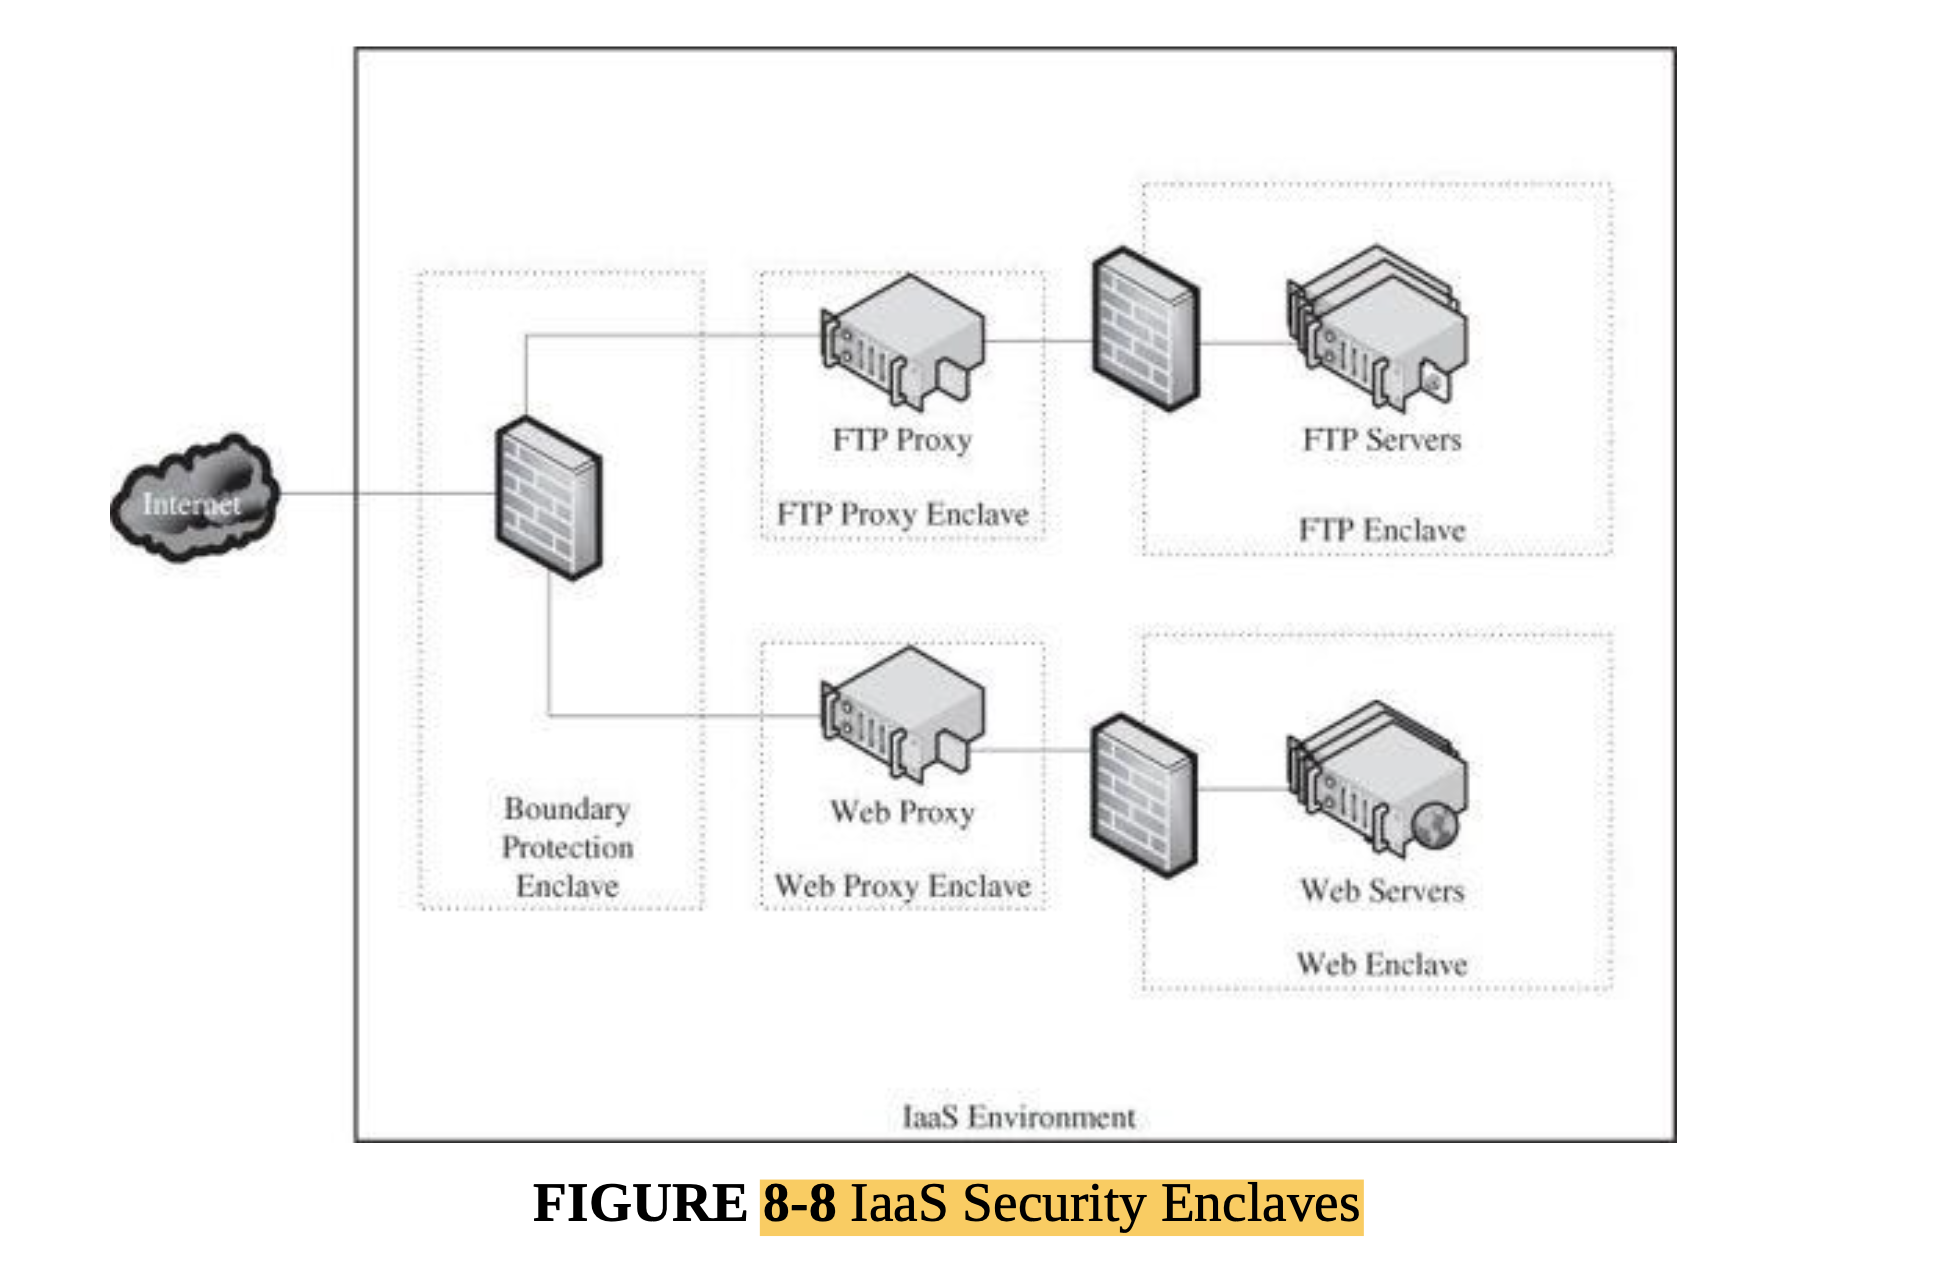 Internet
FTP Proxy
FTP Proxy Enclave
FTP Servers
FTP Enclave
Boundary
Protection
Enclave
Web Proxy
Web Proxy Enclave
Web Servers
Web Enclave
IaaS Environment
FIGURE 8-8 IaaS Security Enclaves